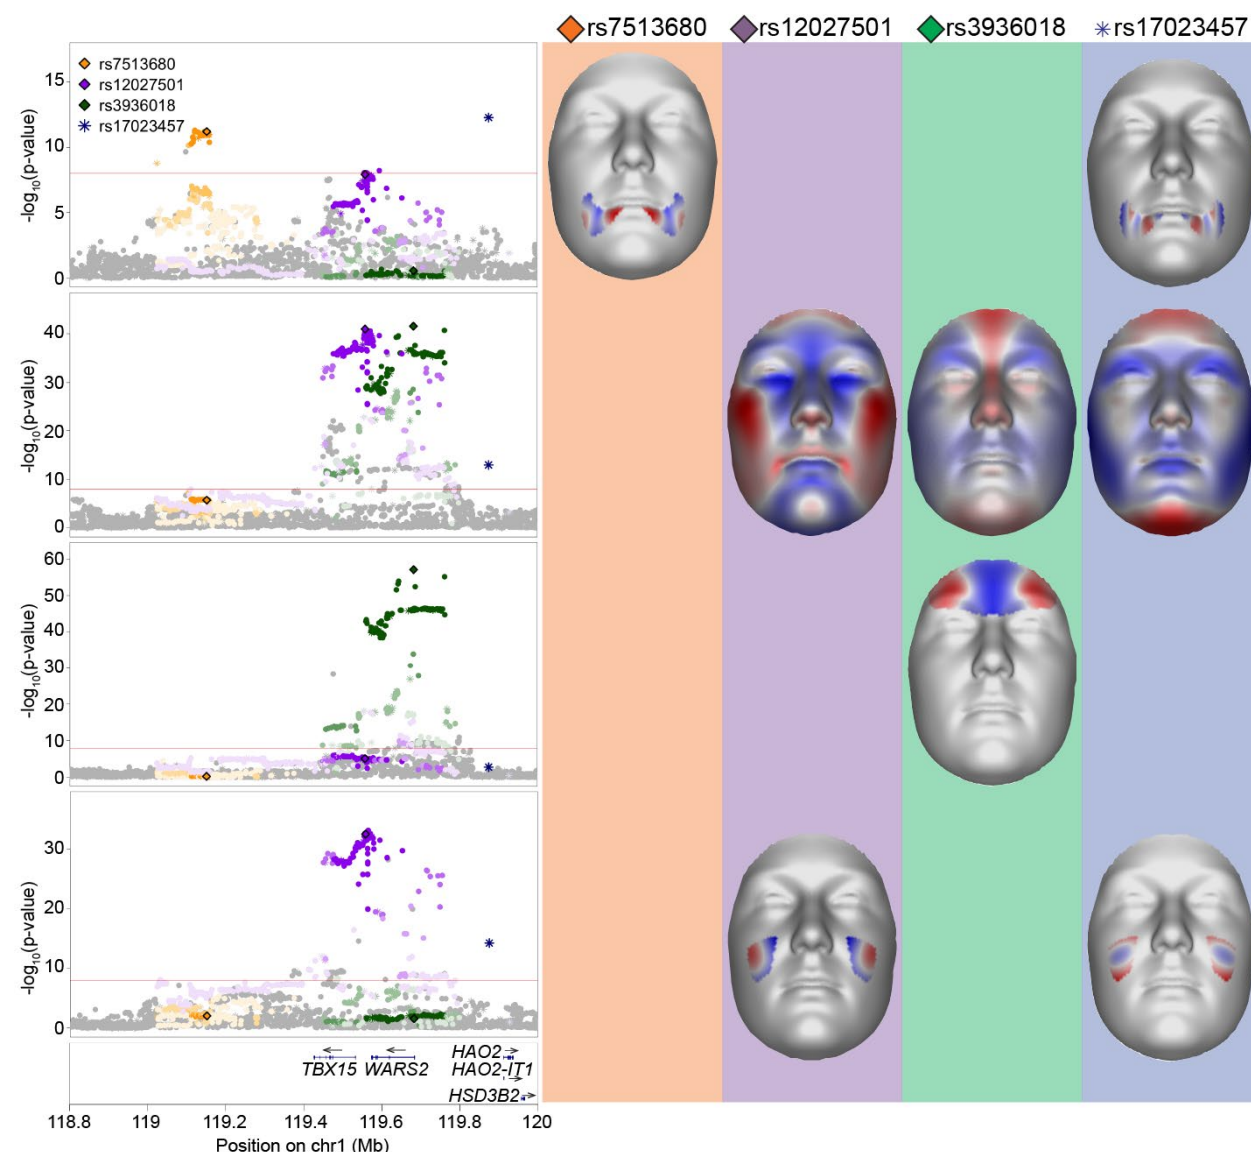 rs7513680 rs12027501 rs3936018 rs17023457
rs7513680
rs12027501
rs3936018
rs17023457
15
10
5
0
-log10(p-value)
40
30
20
10
0
-log10(p-value)
60
50
40
30
20
10
0
-log10(p-value)
30
20
10
0
-log10(p-value)
TBX15 WARS2
HAO2
HAO2-IT1
HSD3B2
118.8 119 119.2 119.4 119.6 119.8 120
Position on chr1 (Mb)